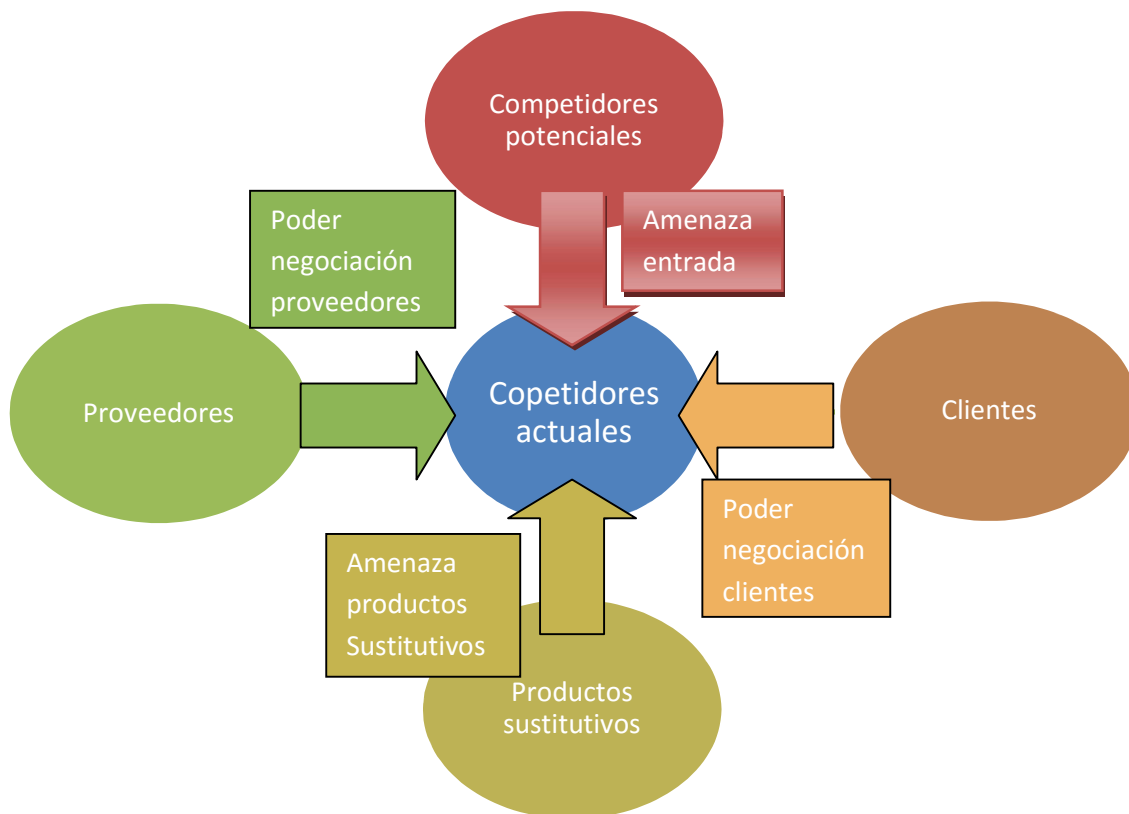 Competidores
potenciales
Poder
negociación
proveedores
Amenaza
entrada
Proveedores
Copetidores
actuales
Clientes
Poder
negociación
clientes
Amenaza
productos
Sustitutivos
Productos
sustitutivos